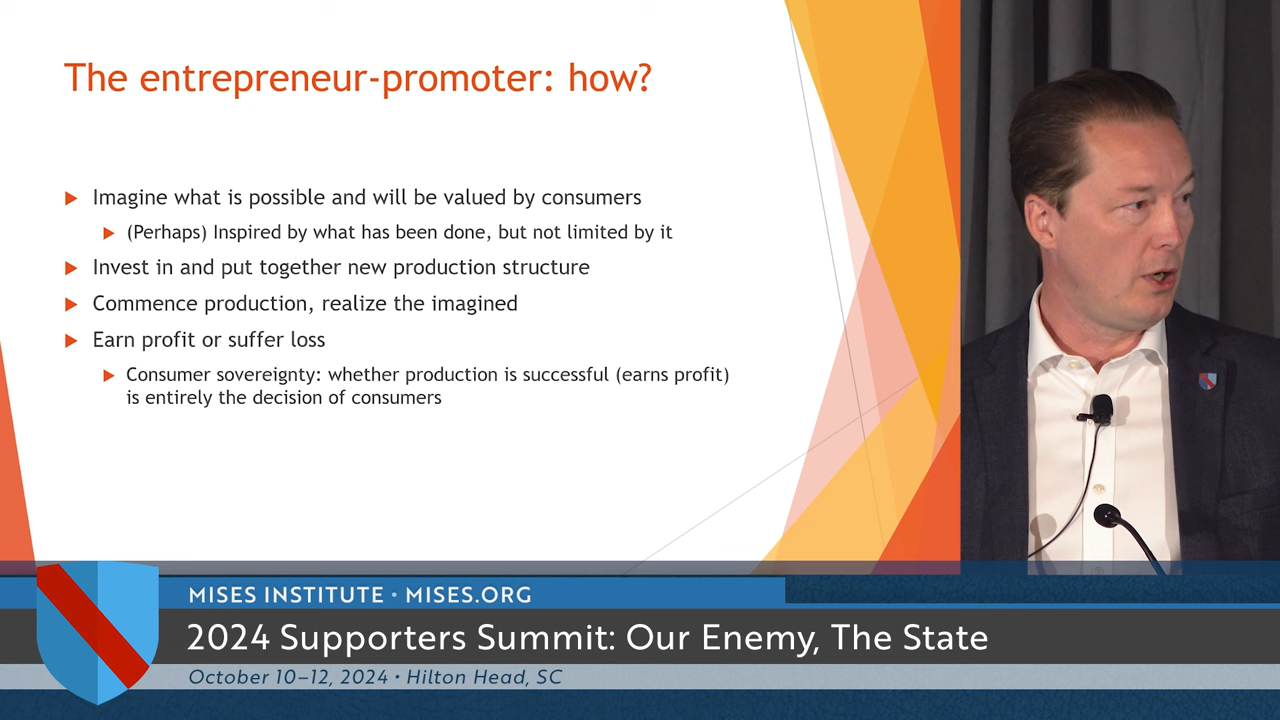 The entrepreneur-promoter: how?
Imagine what is possible and will be valued by consumers
(Perhaps) Inspired by what has been done, but not limited by it
Invest in and put together new production structure
Commence production, realize the imagined
Earn profit or suffer loss
Consumer sovereignty: whether production is successful (earns profit)
is entirely the decision of consumers
MISES INSTITUTE • MISES.ORG
2024 Supporters Summit: Our Enemy, The State
October 10–12, 2024 • Hilton Head, SC